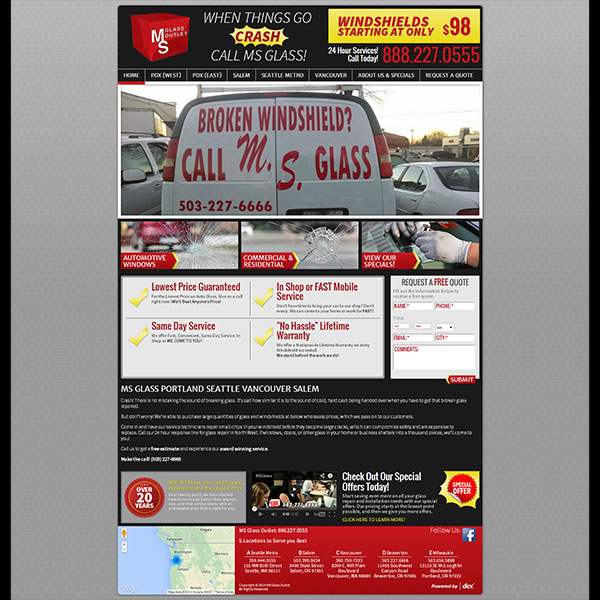 MS GLASS OUTLET
WHEN THINGS GO
CRASH
CALL MS GLASS!
WINDSHIELDS
STARTING AT ONLY $98
24 Hour Services!
Call Today! 888.227.0555
HOME PDX (WEST) PDX (EAST) SALEM SEATTLE METRO VANCOUVER ABOUT US & SPECIALS REQUEST A QUOTE
BROKEN WINDSHIELD?
CALL M.S. GLASS
503-227-6666
AUTOMOTIVE
WINDOWS
COMMERCIAL &
RESIDENTIAL
VIEW OUR
SPECIALS!
Lowest Price Guaranteed
For the Lowest Price on Auto Glass, Give us a call
right now! We'll Beat Anyone's Price!
In Shop or FAST Mobile
Service
Don't have time to bring your car to our shop? Don't
worry. We can come to your home or work for FAST!
Same Day Service
We offer Fast, Convenient, Same Day Service. In
Shop or WE COME TO YOU!
"No Hassle" Lifetime
Warranty
We offer a Nationwide Lifetime Warranty on every
Windshield we install.
We stand behind the work we do!
REQUEST A FREE QUOTE
Fill out the information below to
receive a free quote.
NAME:* PHONE:*
Time
EMAIL:* CITY:*
COMMENTS:
SUBMIT
MS GLASS PORTLAND SEATTLE VANCOUVER SALEM
Crash! There is no mistaking the sound of breaking glass. It's sad how similar it is to the sound of cold, hard cash being handed over when you have to get that broken glass
repaired.
But don't worry! We're able to purchase large quantities of glass and windshields at below wholesale prices, which we pass on to our customers.
Come in and have our service technicians repair small chips in your windshield before they become large cracks, which can compromise safety and are expensive to
replace. Call our 24 hour response line for glass repair in North West. If windows, doors, or other glass in your home or business shatters into a thousand pieces, we'll come to
you!
Call us to get a free estimate and experience our award winning service.
Make the call! (503) 227-6666
OVER
20
YEARS
MSGlass
Check Out Our Special
Offers Today!
Start saving even more on all your glass
repair and installation needs with our special
offers. Our pricing starts at the lowest point
possible, and then we give you more offers.
CLICK HERE TO LEARN MORE!
SPECIAL
OFFER
MS Glass Outlet: 888.227.0555
5 Locations to Serve you Best
Follow Us:
A Seattle Metro
B Salem
C Vancouver
D Beaverton
E Milwaukie
Seattle, WA 98117
Salem, OR 97301
Vancouver, WA 98684
Beaverton, OR 97086
Portland, OR 97222
All Rights Reserved
Powered by dex